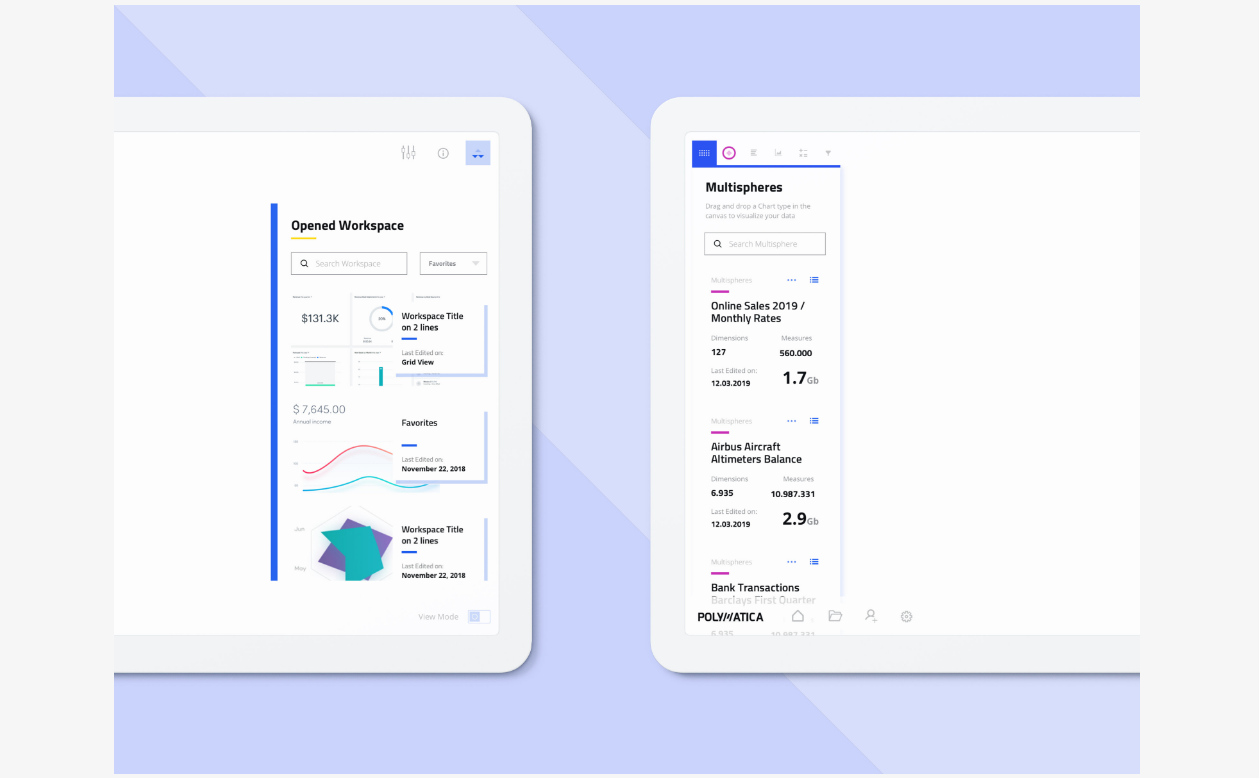 Opened Workspace
Search Workspace
Favorites
$131.3K
Workspace Title
on 2 lines
Last Edited on:
Grid View
$ 7,645.00
Annual income
Favorites
Last Edited on:
November 22, 2018
Jun
May
Workspace Title
on 2 lines
Last Edited on:
November 22, 2018
View Mode
Multispheres
Drag and drop a Chart type in the
canvas to visualize your data
Search Multisphere
Multispheres
Online Sales 2019 /
Monthly Rates
Dimensions Measures
127 560.000
Last Edited on:
12.03.2019
1.7Gb
Multispheres
Airbus Aircraft
Altimeters Balance
Dimensions Measures
6.935 10.987.331
Last Edited on:
12.03.2019
2.9Gb
Multispheres
Bank Transactions
Barclays First Quarter
POLYMATICA
6.935 10.987.331